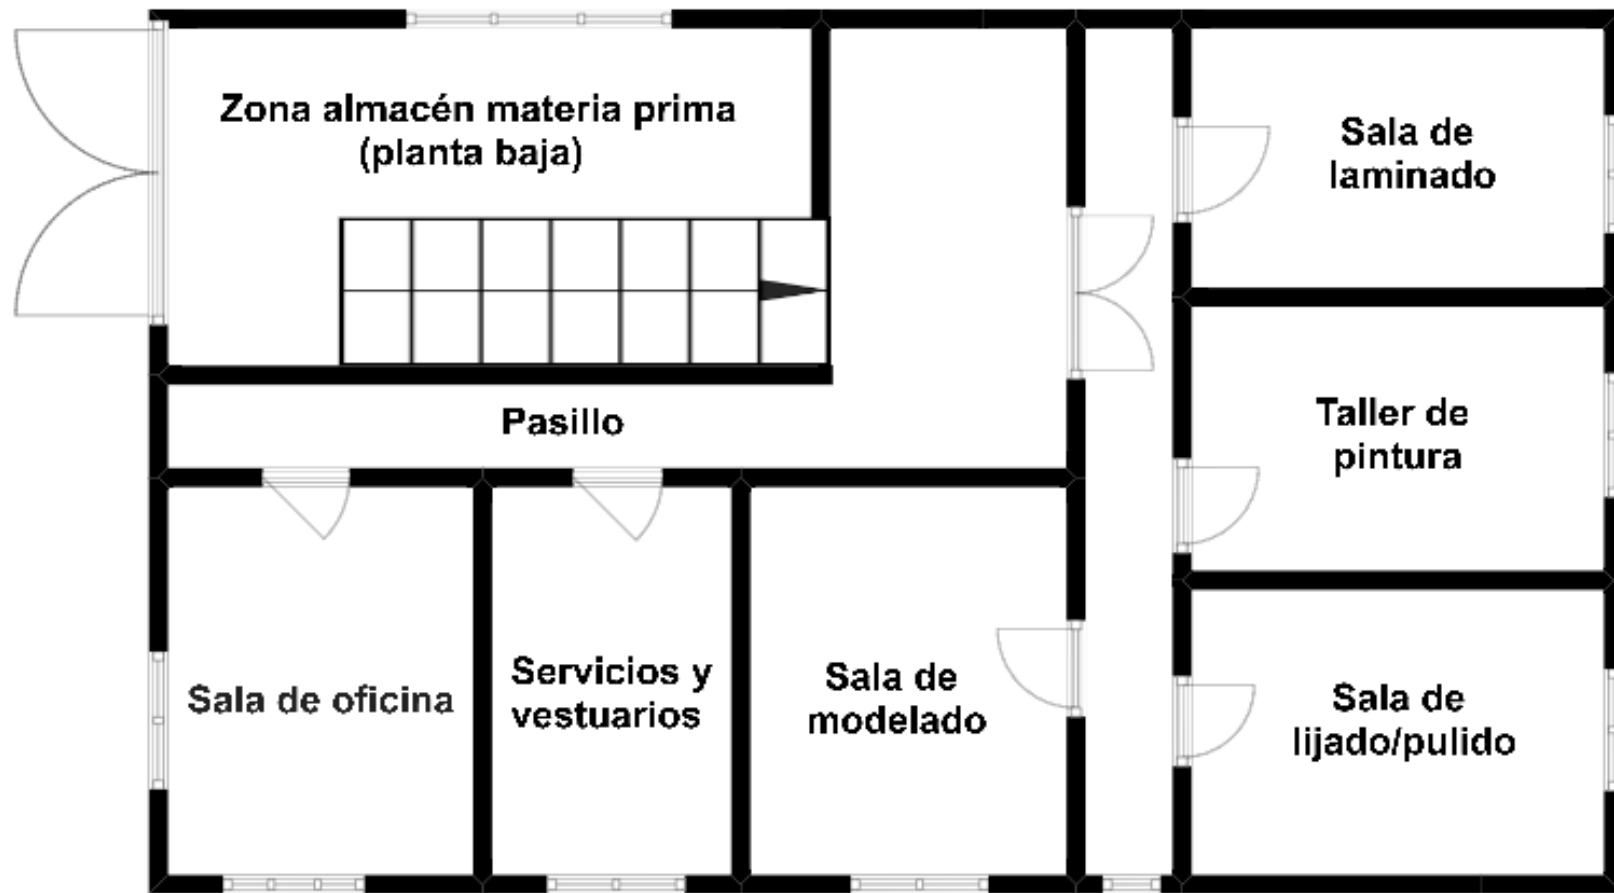 Zona almacén materia prima
(planta baja)
Sala de
laminado
Pasillo
Taller de
pintura
Sala de oficina
Servicios y
vestuarios
Sala de
modelado
Sala de
lijado/pulido